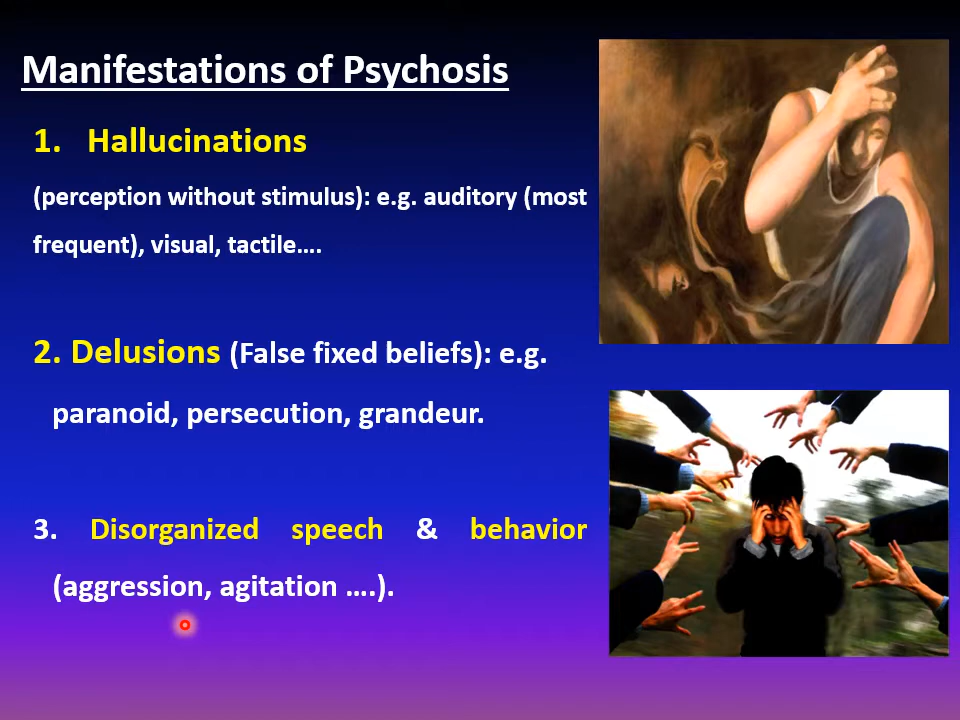 Manifestations of Psychosis
1. Hallucinations
(perception without stimulus): e.g. auditory (most
frequent), visual, tactile….
2. Delusions (False fixed beliefs): e.g.
paranoid, persecution, grandeur.
3. Disorganized speech & behavior
(aggression, agitation ….).